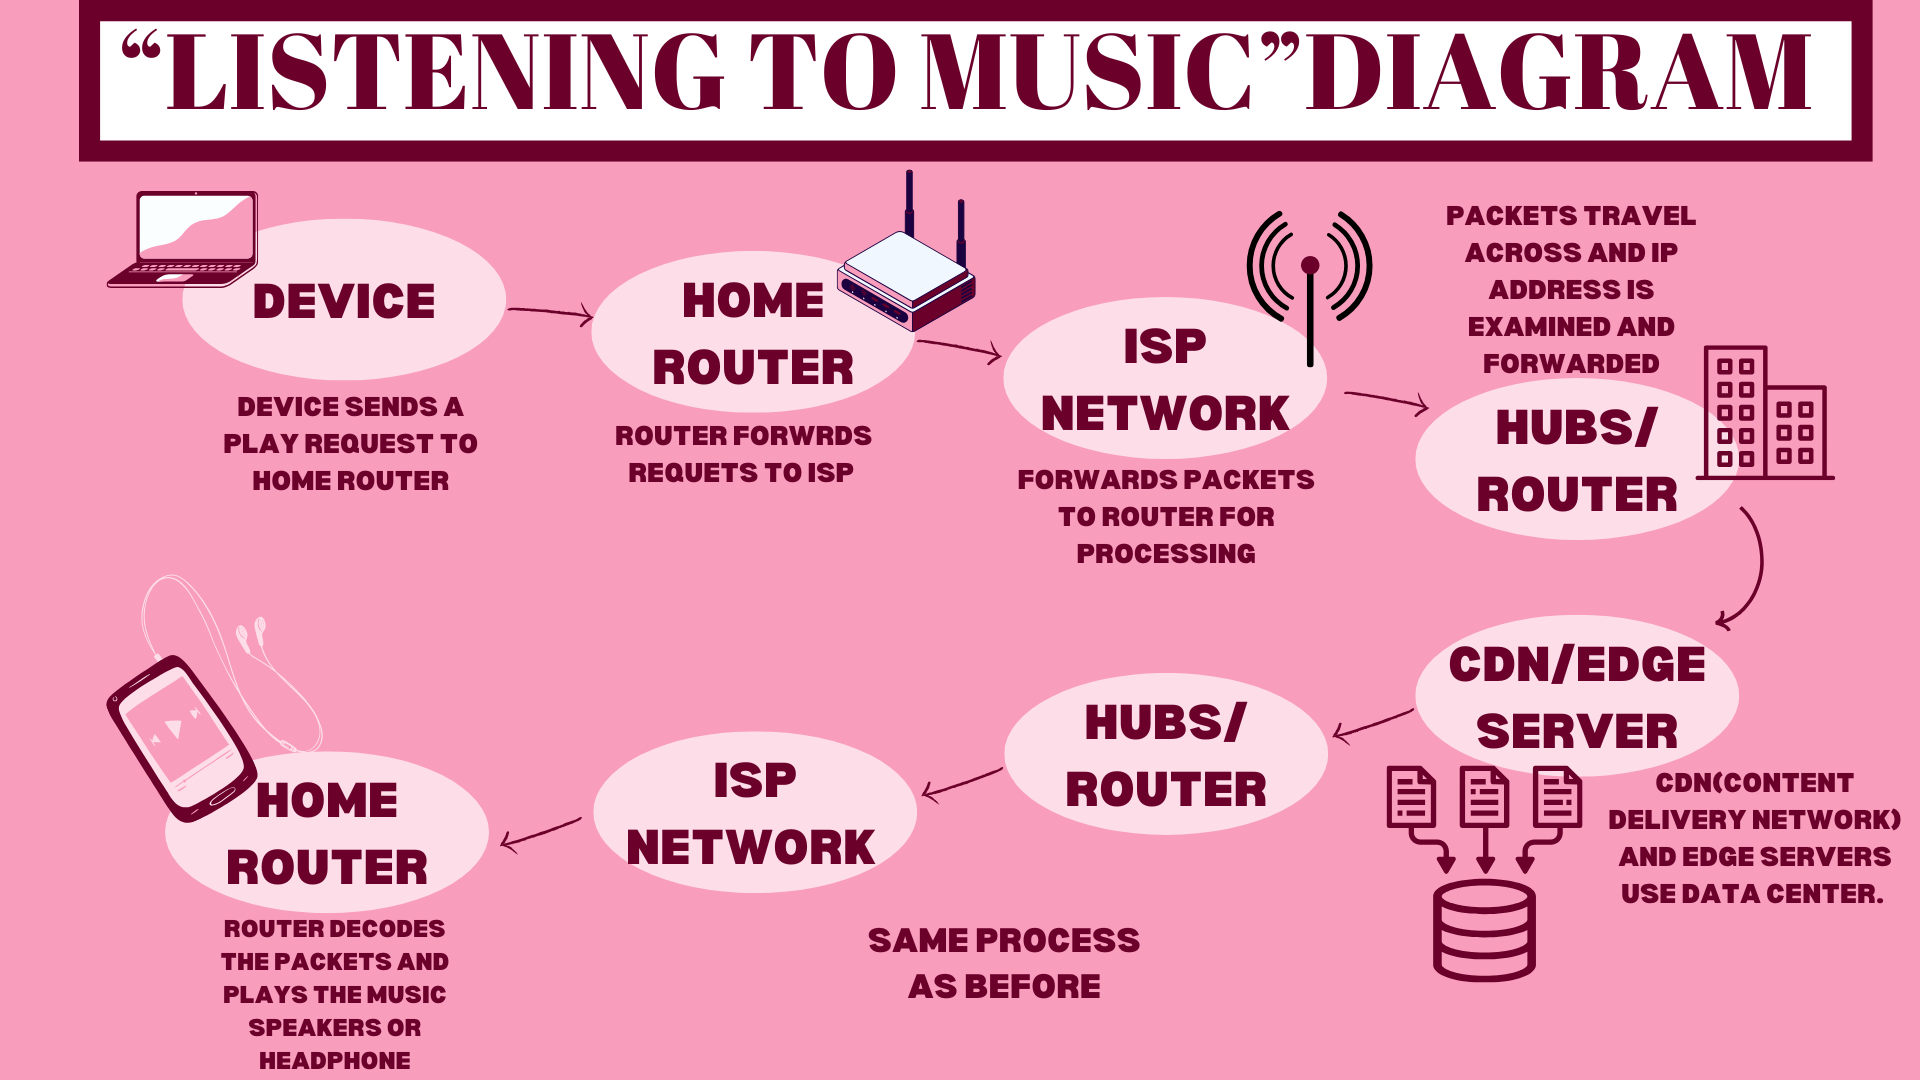 “LISTENING TO MUSIC”DIAGRAM
DEVICE
DEVICE SENDS A
PLAY REQUEST TO
HOME ROUTER
HOME
ROUTER
ROUTER FORWRDS
REQUETS TO ISP
ISP
NETWORK
FORWARDS PACKETS
TO ROUTER FOR
PROCESSING
PACKETS TRAVEL
ACROSS AND IP
ADDRESS IS
EXAMINED AND
FORWARDED
HUBS/
ROUTER
CDN/EDGE
SERVER
CDN(CONTENT
DELIVERY NETWORK)
AND EDGE SERVERS
USE DATA CENTER.
HUBS/
ROUTER
ISP
NETWORK
SAME PROCESS
AS BEFORE
HOME
ROUTER
ROUTER DECODES
THE PACKETS AND
PLAYS THE MUSIC
SPEAKERS OR
HEADPHONE